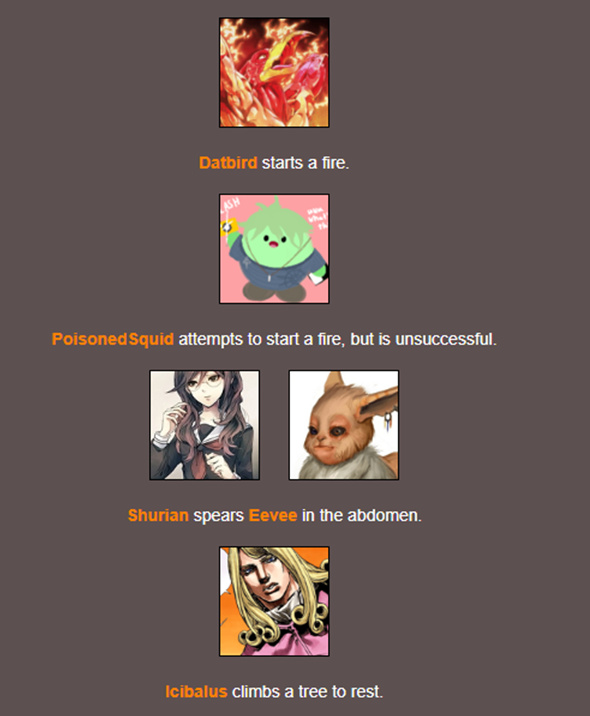 Datbird starts a fire.
PoisonedSquid attempts to start a fire, but is unsuccessful.
Shurian spears Eevee in the abdomen.
Icibalus climbs a tree to rest.